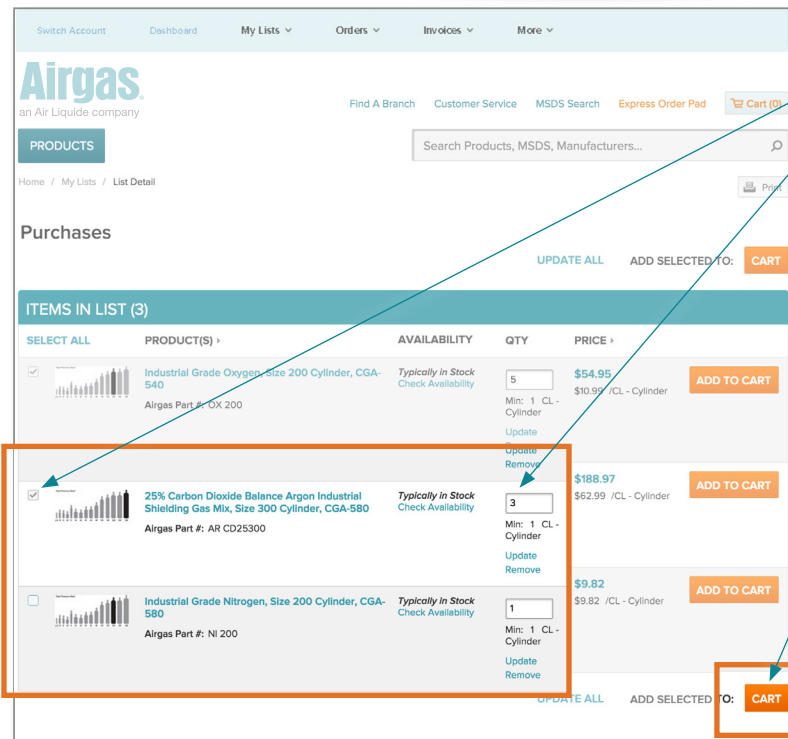 Switch Account Dashboard My Lists Orders Invoices More
Airgas
an Air Liquide company
Find A Branch Customer Service MSDS Search Express Order Pad Cart (0)
PRODUCTS
Search Products, MSDS, Manufacturers...
Home / My Lists / List Detail
Print
Purchases
UPDATE ALL ADD SELECTED TO: CART
ITEMS IN LIST (3)
SELECT ALL PRODUCT(S) AVAILABILITY QTY PRICE
Industrial Grade Oxygen, Size 200 Cylinder, CGA-
540
Airgas Part #: OX 200
Typically in Stock
Check Availability
5
Min: 1 CL -
Cylinder
Update
Update
Remove
$54.95
$10.99 /CL - Cylinder
ADD TO CART
25% Carbon Dioxide Balance Argon Industrial
Shielding Gas Mix, Size 300 Cylinder, CGA-580
Airgas Part #: AR CD25300
Typically in Stock
Check Availability
3
Min: 1 CL -
Cylinder
Update
Remove
$188.97
$62.99 /CL - Cylinder
ADD TO CART
Industrial Grade Nitrogen, Size 200 Cylinder, CGA-
580
Airgas Part #: NI 200
Typically in Stock
Check Availability
1
Min: 1 CL -
Cylinder
Update
Remove
$9.82
$9.82 /CL - Cylinder
ADD TO CART
UPDATE ALL ADD SELECTED TO: CART